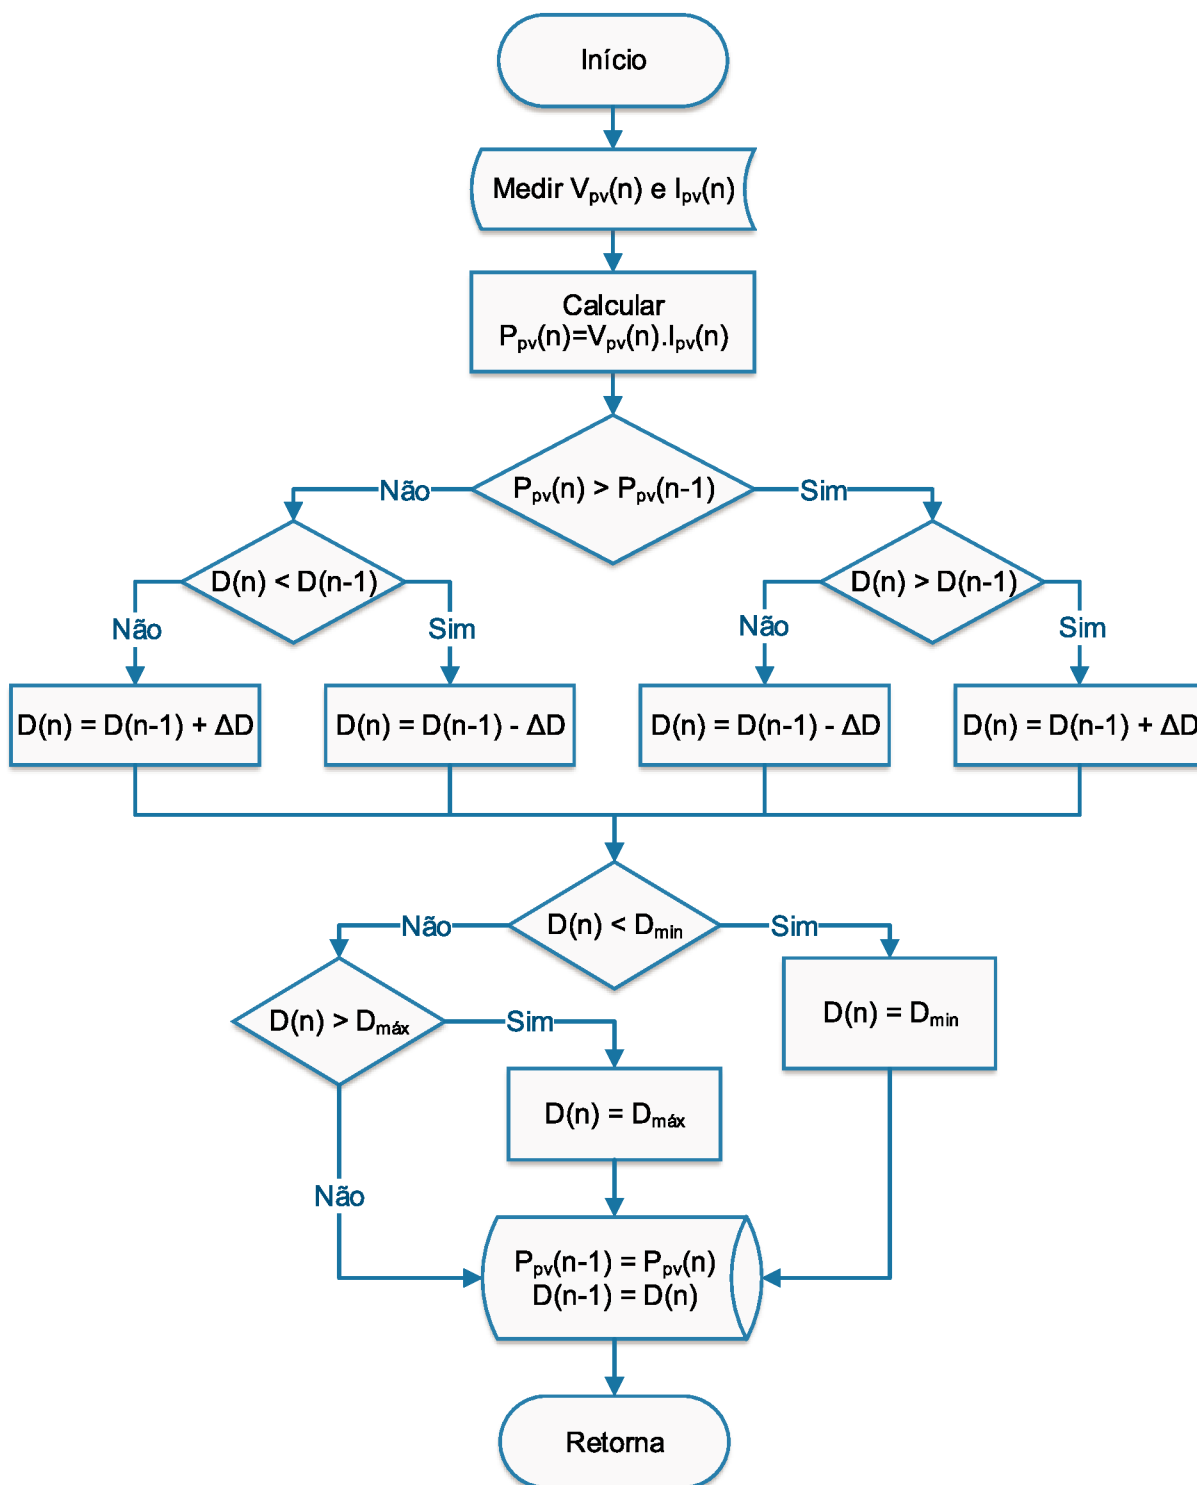 Início
Medir Vpv(n) e Ipv(n)
Calcular
Ppv(n)=Vpv(n).Ipv(n)
Ppv(n) > Ppv(n-1)
Não
Sim
D(n) < D(n-1)
D(n) > D(n-1)
Não
Sim
Não
Sim
D(n) = D(n-1) + ΔD
D(n) = D(n-1) - ΔD
D(n) = D(n-1) - ΔD
D(n) = D(n-1) + ΔD
D(n) < Dmin
Não
Sim
D(n) > Dmáx
Sim
D(n) = Dmin
D(n) = Dmáx
Não
Ppv(n-1) = Ppv(n)
D(n-1) = D(n)
Retorna